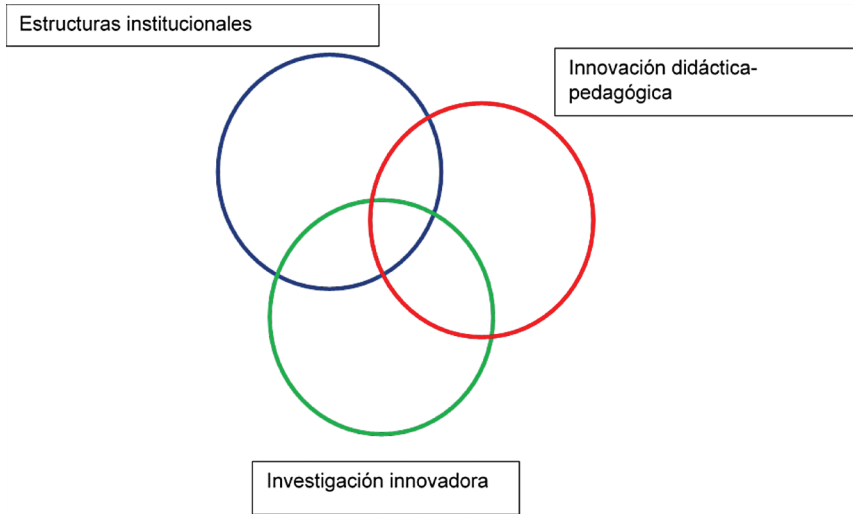 Estructuras institucionales
Innovación didáctica-
pedagógica
Investigación innovadora